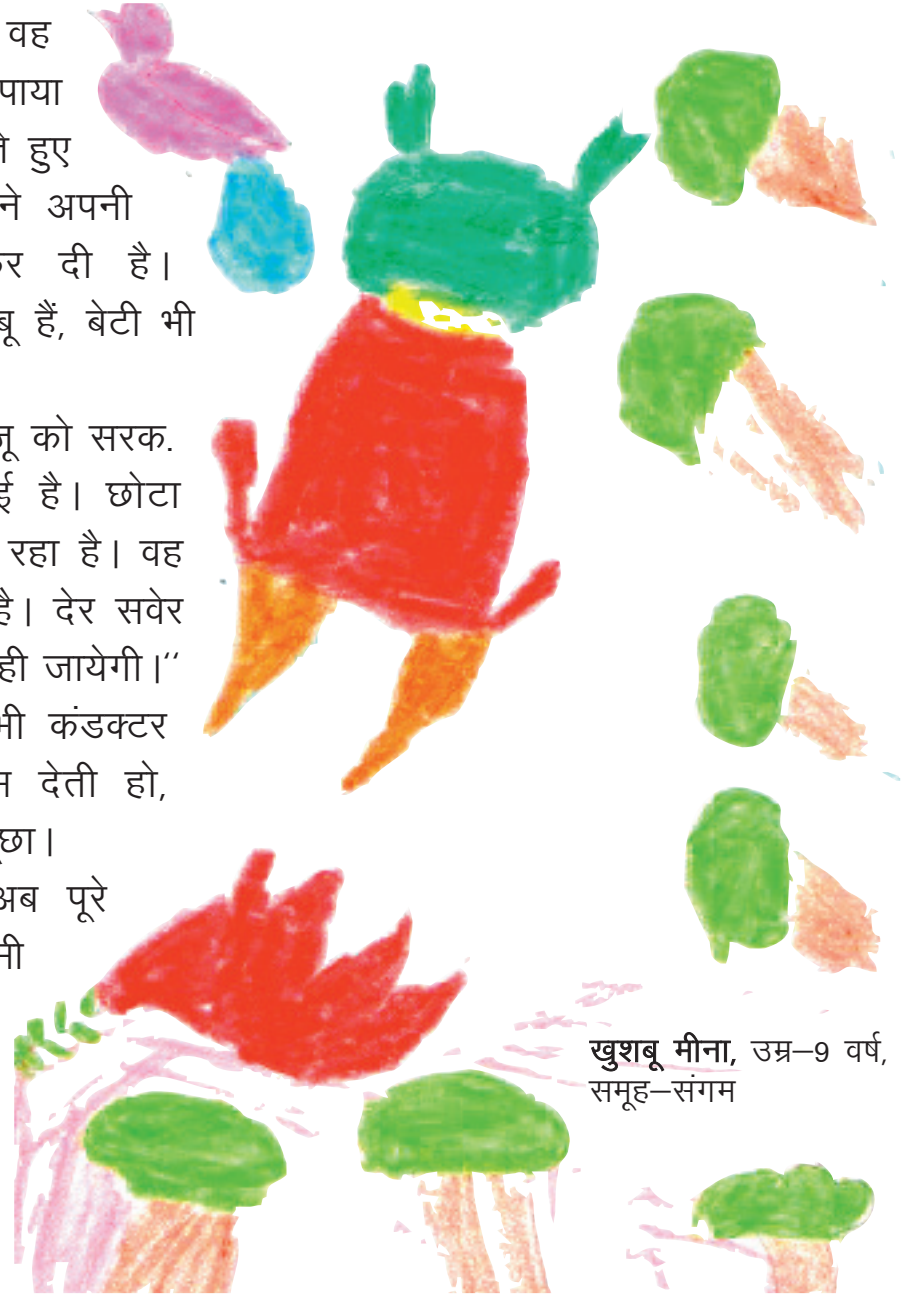 वह
पाया
हुए
ने अपनी
दी है।
हैं, बेटी भी
को सरक.
है। छोटा
रहा है। वह
है। देर सवेर
ही जायेगी।’’
भी कंडक्टर
देती हो,
अब पूरे
खुशबू मीना, उम्र–9 वर्ष,
समूह–संगम